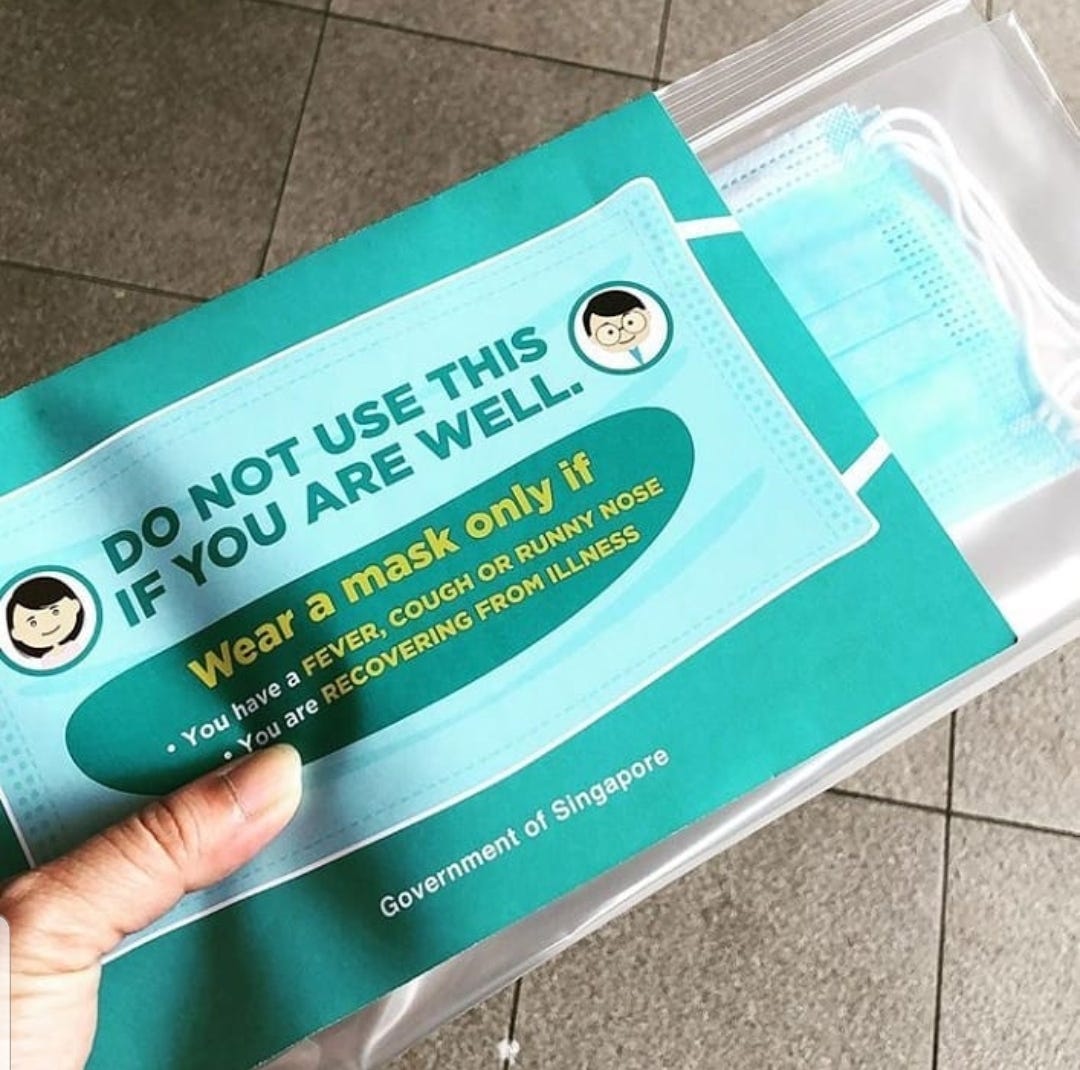 DO NOT USE THIS
IF YOU ARE WELL.
Wear a mask only if
• You have a FEVER, COUGH OR RUNNY NOSE
• You are RECOVERING FROM ILLNESS
Government of Singapore